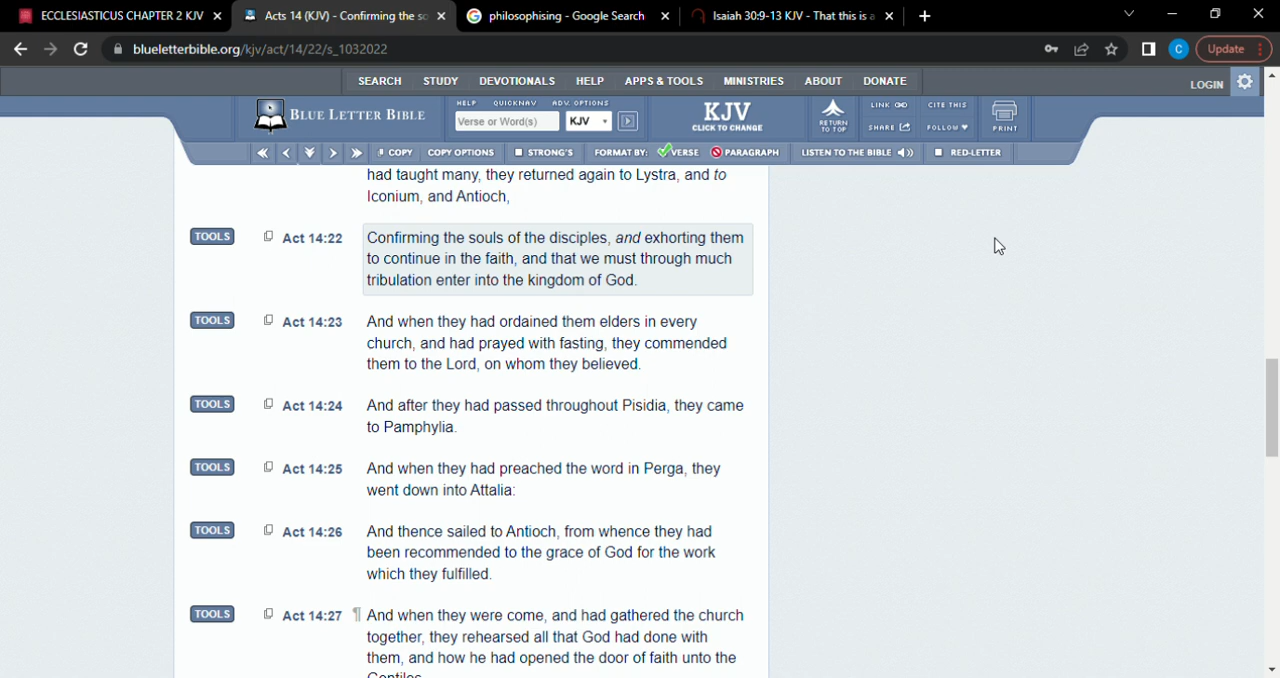 ECCLESIASTICUS CHAPTER 2 KJV
Acts 14 (KJV) - Confirming the so
philosophising - Google Search
Isaiah 30:9-13 KJV - That this is a
blueletterbible.org/kjv/act/14/22/s_1032022
C
Update
SEARCH STUDY DEVOTIONALS HELP APPS & TOOLS MINISTRIES ABOUT DONATE
LOGIN
BLUE LETTER BIBLE
HELP QUICKNAV ADV. OPTIONS
Verse or Word(s) KJV
KJV
CLICK TO CHANGE
RETURN
TO TOP
LINK CITE THIS
SHARE FOLLOW
PRINT
COPY COPY OPTIONS STRONG'S FORMAT BY: VERSE PARAGRAPH LISTEN TO THE BIBLE RED-LETTER
had taught many, they returned again to Lystra, and to
Iconium, and Antioch,
TOOLS Act 14:22 Confirming the souls of the disciples, and exhorting them
to continue in the faith, and that we must through much
tribulation enter into the kingdom of God.
TOOLS Act 14:23 And when they had ordained them elders in every
church, and had prayed with fasting, they commended
them to the Lord, on whom they believed.
TOOLS Act 14:24 And after they had passed throughout Pisidia, they came
to Pamphylia.
TOOLS Act 14:25 And when they had preached the word in Perga, they
went down into Attalia:
TOOLS Act 14:26 And thence sailed to Antioch, from whence they had
been recommended to the grace of God for the work
which they fulfilled.
TOOLS Act 14:27 ¶ And when they were come, and had gathered the church
together, they rehearsed all that God had done with
them, and how he had opened the door of faith unto the
Gentiles.